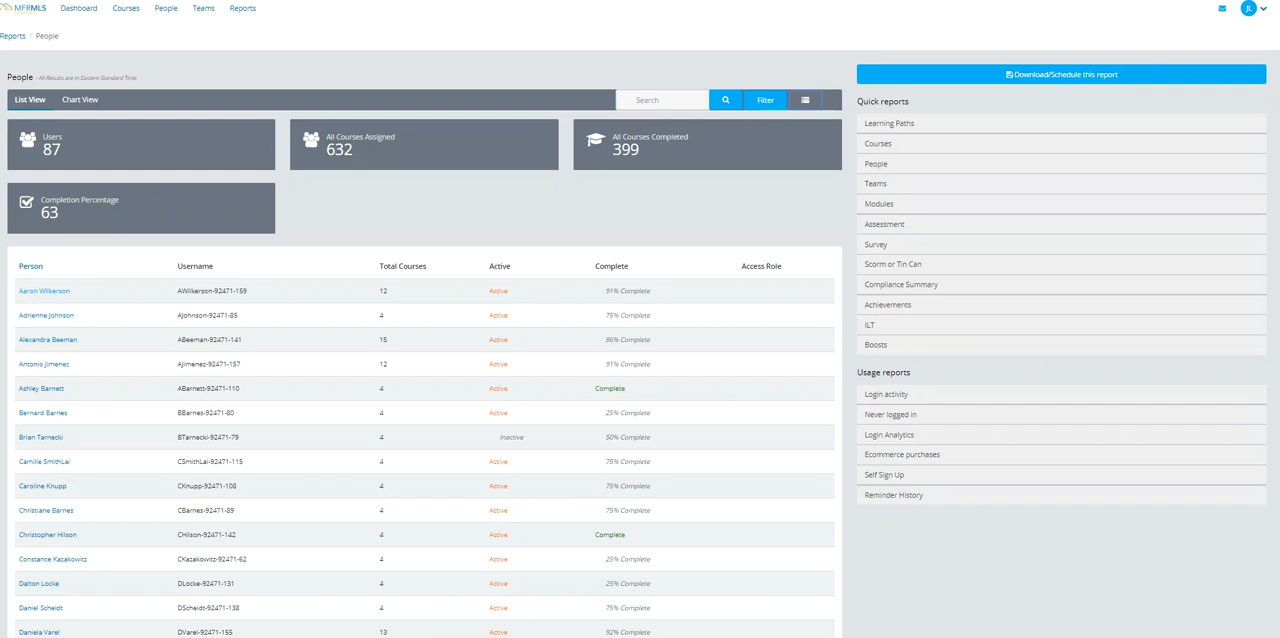 MFRMLS Dashboard Courses People Teams Reports JL
Reports / People
People - All Results are in Eastern Standard Time
List View Chart View Search Filter
Users
87
All Courses Assigned
632
All Courses Completed
399
Completion Percentage
63
Person Username Total Courses Active Complete Access Role
Aaron Wilkerson AWilkerson-92471-159 12 Active 91% Complete
Adrienne Johnson AJohnson-92471-85 4 Active 75% Complete
Alexandra Beeman ABeeman-92471-141 15 Active 86% Complete
Antonio Jimenez AJimenez-92471-157 12 Active 91% Complete
Ashley Barnett ABarnett-92471-110 4 Active Complete
Bernard Barnes BBarnes-92471-80 4 Active 25% Complete
Brian Tarnecki BTarnecki-92471-79 4 Inactive 50% Complete
Camille SmithLai CSmithLai-92471-115 4 Active 75% Complete
Caroline Knupp CKnupp-92471-108 4 Active 75% Complete
Christiane Barnes CBarnes-92471-89 4 Active 75% Complete
Christopher Hilson CHilson-92471-142 4 Active Complete
Constance Kazakowitz CKazakowitz-92471-62 4 Active 25% Complete
Dalton Locke DLocke-92471-131 4 Active 25% Complete
Daniel Scheidt DScheidt-92471-138 4 Active 75% Complete
Daniela Varel DVarel-92471-155 13 Active 92% Complete
Download/Schedule this report
Quick reports
Learning Paths
Courses
People
Teams
Modules
Assessment
Survey
Scorm or Tin Can
Compliance Summary
Achievements
ILT
Boosts
Usage reports
Login activity
Never logged in
Login Analytics
Ecommerce purchases
Self Sign Up
Reminder History